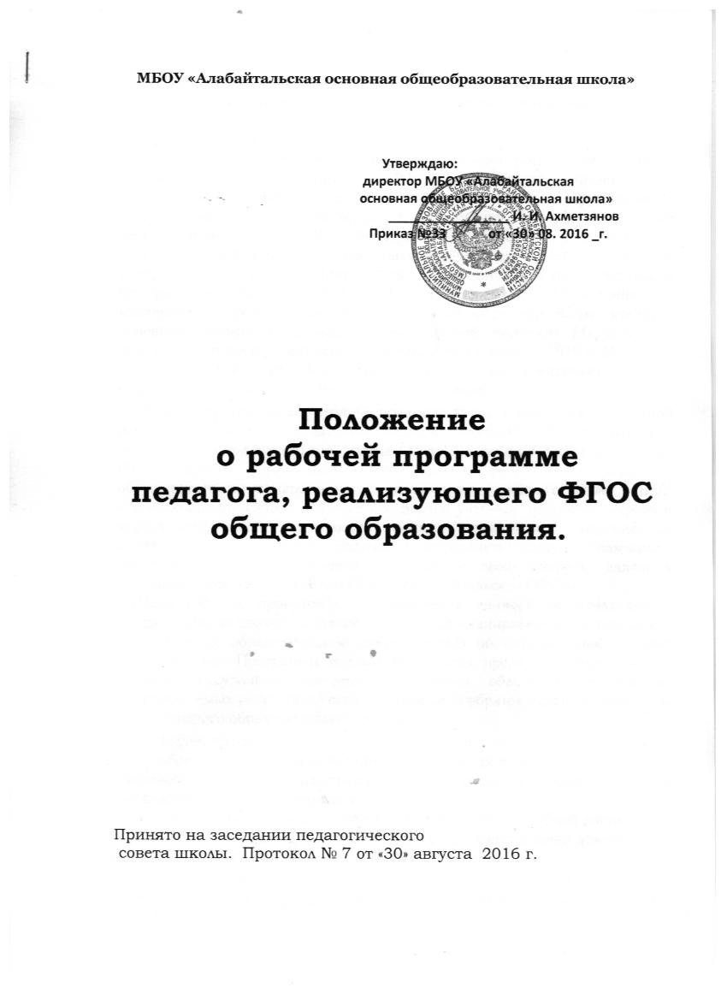 МБОУ «Алабайтальская основная общеобразовательная школа»
Утверждаю:
директор МБОУ «Алабайтальская
основная общеобразовательная школа»
________________ И. И. Ахметзянов
Приказ №33 от «30» 08. 2016 _г.
Положение
о рабочей программе
педагога, реализующего ФГОС
общего образования.
Принято на заседании педагогического
совета школы. Протокол № 7 от «30» августа 2016 г.